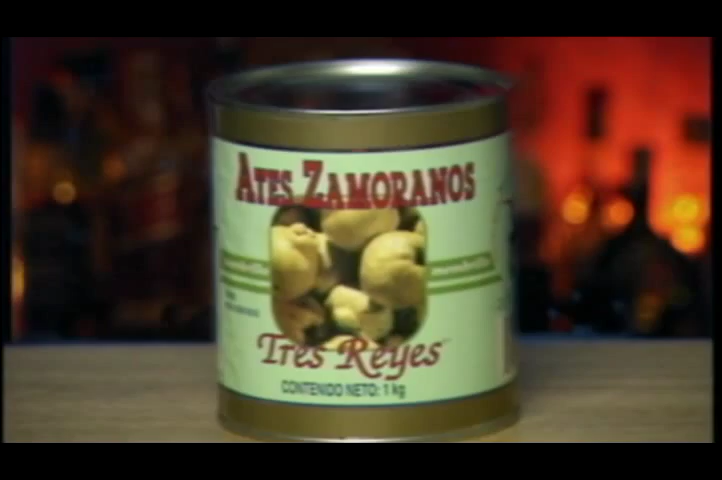 ATES ZAMORANOS
Tres Reyes
CONTENIDO NETO: 1 kg